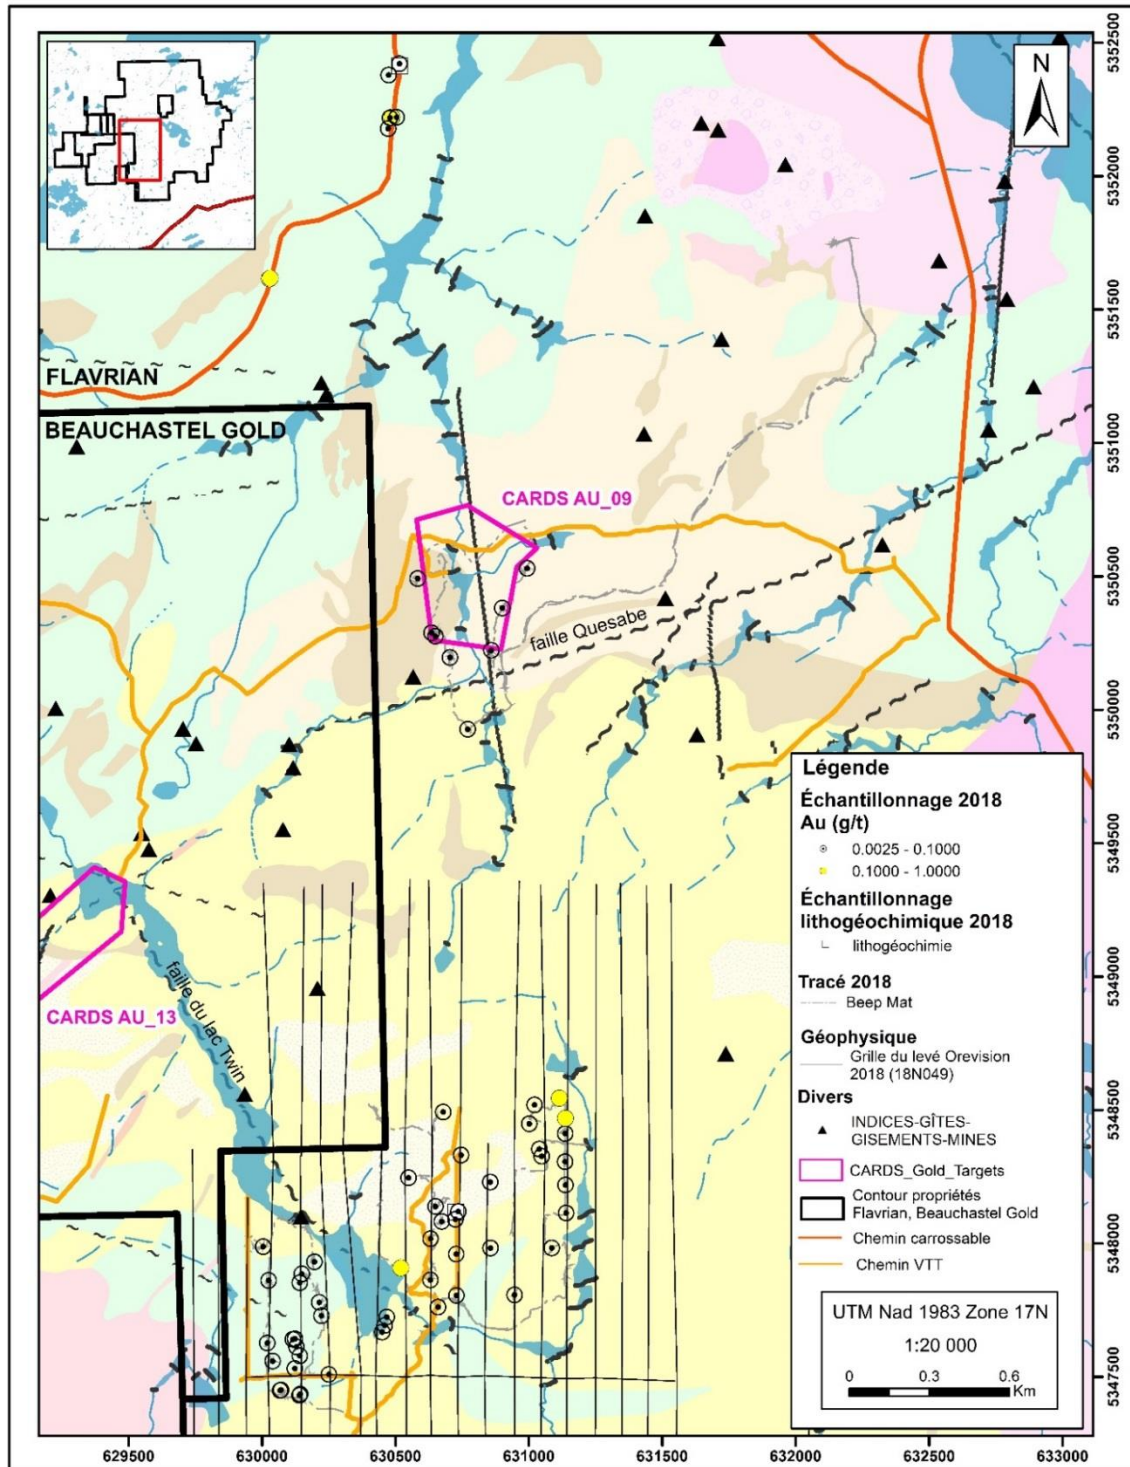 N
FLAVRIAN
BEAUCHASTEL GOLD
CARDS AU_09
faille Quesabe
CARDS AU_13
faille du lac Twin
Légende
Échantillonnage 2018
Au (g/t)
0.0025 - 0.1000
0.1000 - 1.0000
Échantillonnage
lithogéochimique 2018
lithogéochimie
Tracé 2018
Beep Mat
Géophysique
Grille du levé Orevision
2018 (18N049)
Divers
INDICES-GÎTES-
GISEMENTS-MINES
CARDS_Gold_Targets
Contour propriétés
Flavrian, Beauchastel Gold
Chemin carrossable
Chemin VTT
UTM Nad 1983 Zone 17N
1:20 000
0 0.3 0.6
Km
5352500
5352000
5351500
5351000
5350500
5350000
5349500
5349000
5348500
5348000
5347500
629500 630000 630500 631000 631500 632000 632500 633000